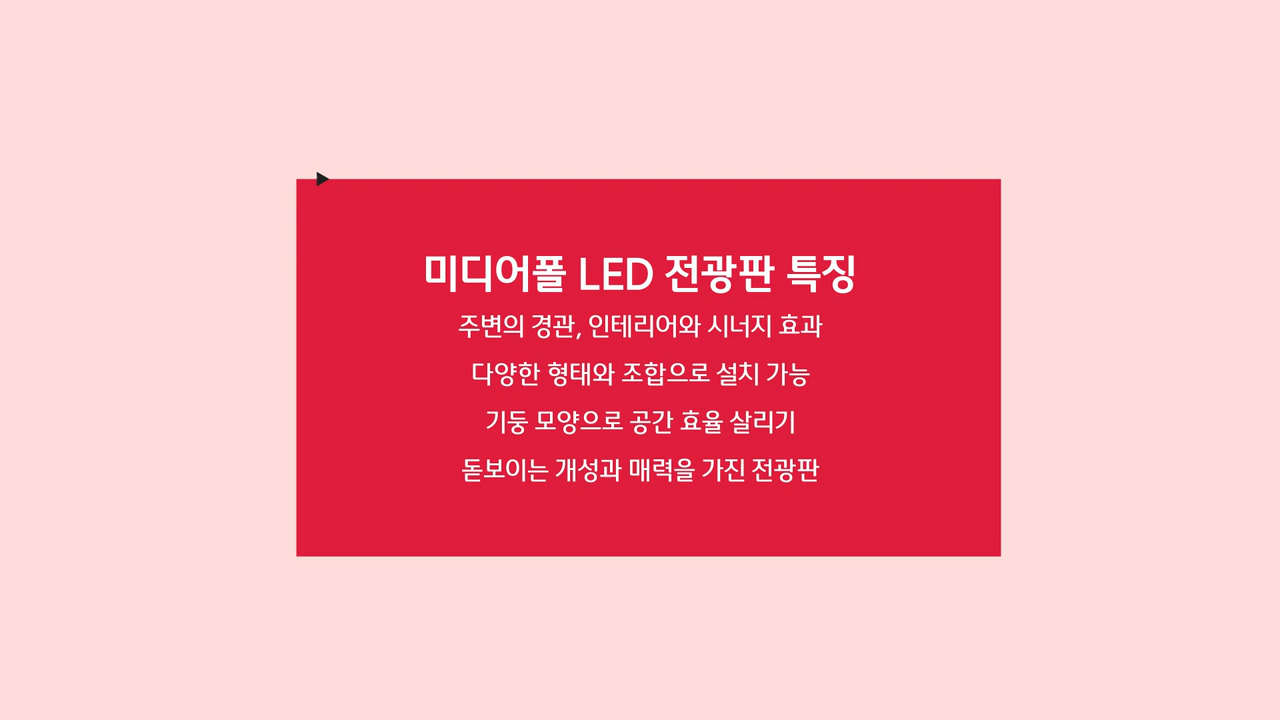 미디어폴 LED 전광판 특징
주변의 경관, 인테리어와 시너지 효과
다양한 형태와 조합으로 설치 가능
기둥 모양으로 공간 효율 살리기
돋보이는 개성과 매력을 가진 전광판